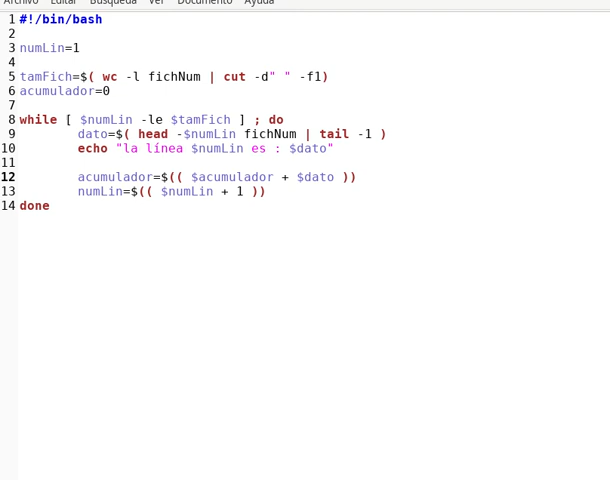 Archivo Editar Búsqueda Ver Documento Ayuda
1 #!/bin/bash
2
3 numLin=1
4
5 tamFich=$( wc -l fichNum | cut -d" " -f1)
6 acumulador=0
7
8 while [ $numLin -le $tamFich ] ; do
9 dato=$( head -$numLin fichNum | tail -1 )
10 echo "la línea $numLin es : $dato"
11
12 acumulador=$(( $acumulador + $dato ))
13 numLin=$(( $numLin + 1 ))
14 done